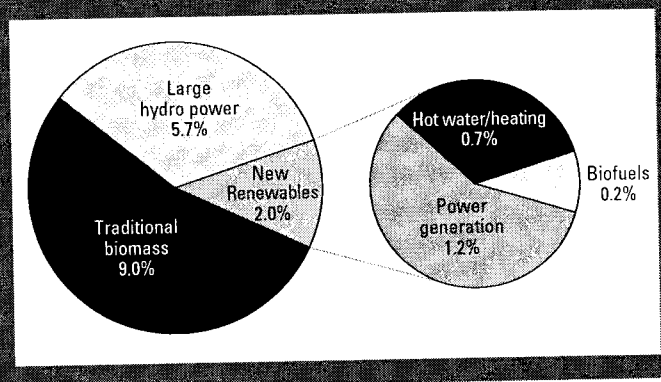 Large
hydro power
5.7%
New
Renewables
2.0%
Traditional
biomass
9.0%
Hot water/heating
0.7%
Biofuels
0.2%
Power
generation
1.2%